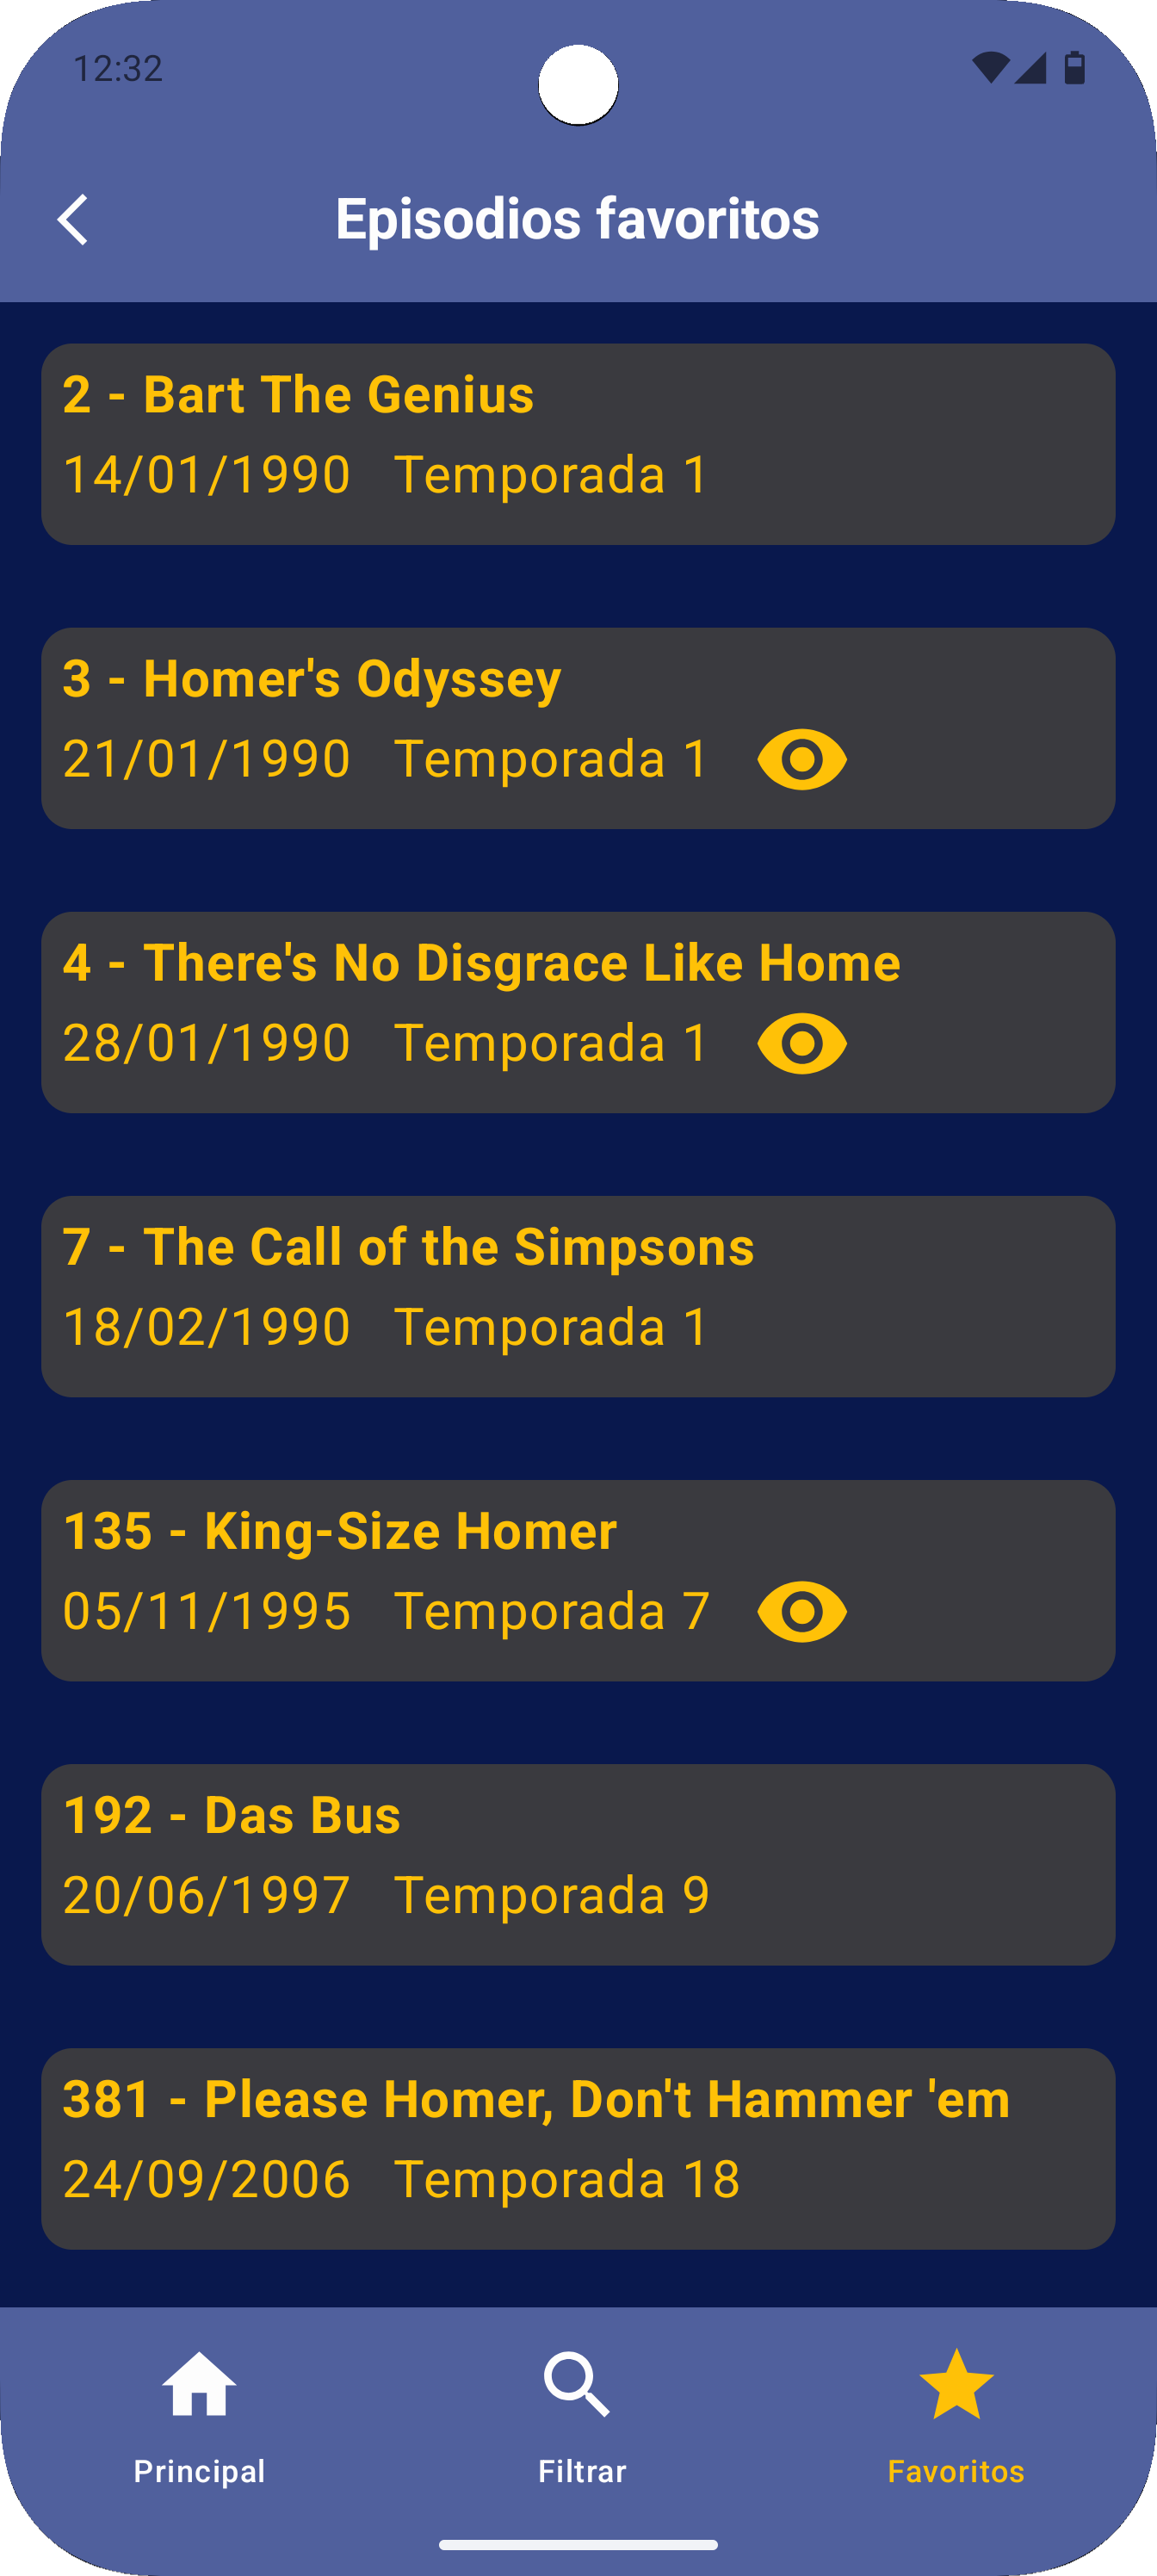 12:32
Episodios favoritos
2 - Bart The Genius
14/01/1990 Temporada 1
3 - Homer's Odyssey
21/01/1990 Temporada 1
4 - There's No Disgrace Like Home
28/01/1990 Temporada 1
7 - The Call of the Simpsons
18/02/1990 Temporada 1
135 - King-Size Homer
05/11/1995 Temporada 7
192 - Das Bus
20/06/1997 Temporada 9
381 - Please Homer, Don't Hammer 'em
24/09/2006 Temporada 18
Principal Filtrar Favoritos